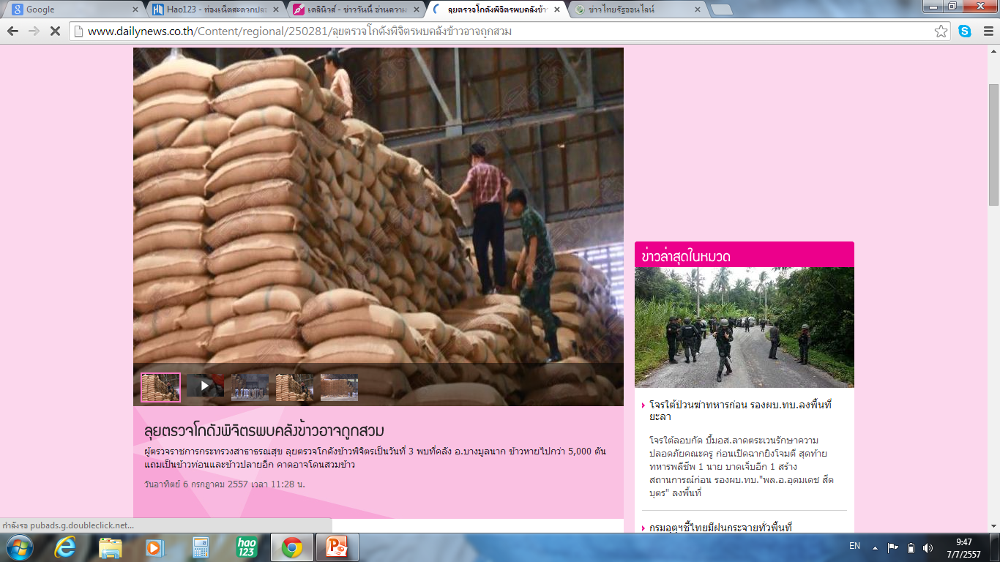 Google
Hao123 - ท่องเน็ตสะดวกปลอ
เดลินิวส์ - ข่าววันนี้ อ่านความ
ลุยตรวจโกดังพิจิตรพบคลังข้าว
ข่าวไทยรัฐออนไลน์
www.dailynews.co.th/Content/regional/250281/ลุยตรวจโกดังพิจิตรพบคลังข้าวอาจถูกสวม
ลุยตรวจโกดังพิจิตรพบคลังข้าวอาจถูกสวม
ผู้ตรวจราชการกระทรวงสาธารธรณสุข ลุยตรวจโกดังข้าวพิจิตรเป็นวันที่ 3 พบที่คลัง อ.บางมูลนาก ข้าวหายไปกว่า 5,000 ตัน
แถมเป็นข้าวท่อนและข้าวปลายอีก คาดอาจโดนสวมข้าว
วันอาทิตย์ 6 กรกฎาคม 2557 เวลา 11:28 น.
ข่าวล่าสุดในหมวด
โจรใต้ป่วนฆ่าทหารก่อน รองผบ.ทบ.ลงพื้นที่
ยะลา
โจรใต้ลอบกัด บึ้มอส.ลาดตระเวนรักษาความ
ปลอดภัยคณะครู ก่อนเปิดฉากยิงโจมตี สุดท้าย
ทหารพลีชีพ 1 นาย บาดเจ็บอีก 1 สร้าง
สถานการณ์ก่อน รองผบ.ทบ."พล.อ.อุดมเดช สีต
บุตร" ลงพื้นที่
กรมอุตุฯชี้ไทยมีฝนกระจายทั่วพื้นที่
กำลังรอ pubads.g.doubleclick.net...
hao
123
EN
9:47
7/7/2557